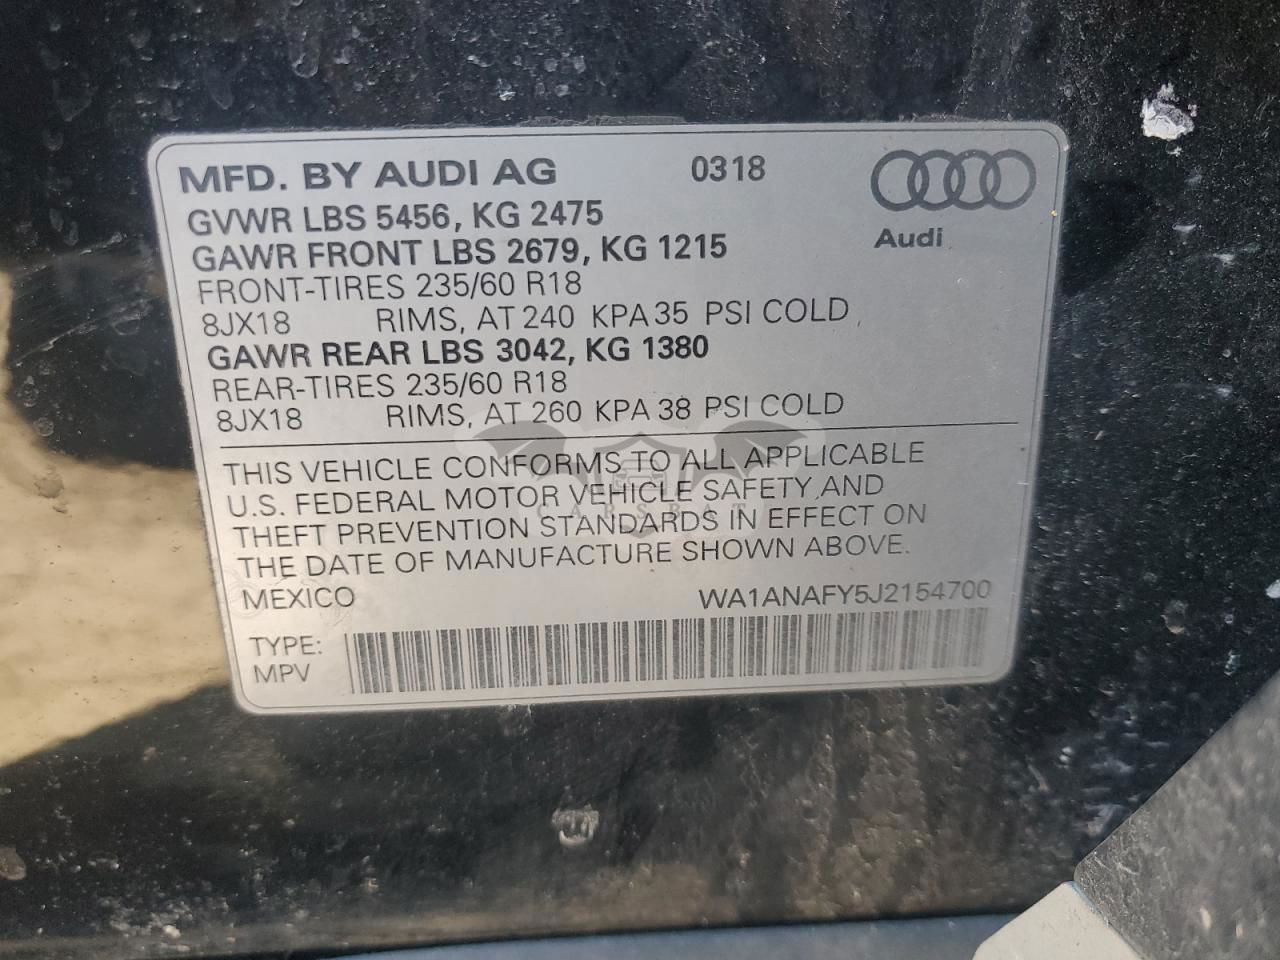 MFD. BY AUDI AG 0318
GVWR LBS 5456, KG 2475
Audi
GAWR FRONT LBS 2679, KG 1215
FRONT-TIRES 235/60 R18
8JX18 RIMS, AT 240 KPA 35 PSI COLD
GAWR REAR LBS 3042, KG 1380
REAR-TIRES 235/60 R18
8JX18 RIMS, AT 260 KPA 38 PSI COLD
THIS VEHICLE CONFORMS TO ALL APPLICABLE
U.S. FEDERAL MOTOR VEHICLE SAFETY AND
CARSBAT
THEFT PREVENTION STANDARDS IN EFFECT ON
THE DATE OF MANUFACTURE SHOWN ABOVE.
MEXICO WA1ANAFY5J2154700
TYPE:
MPV